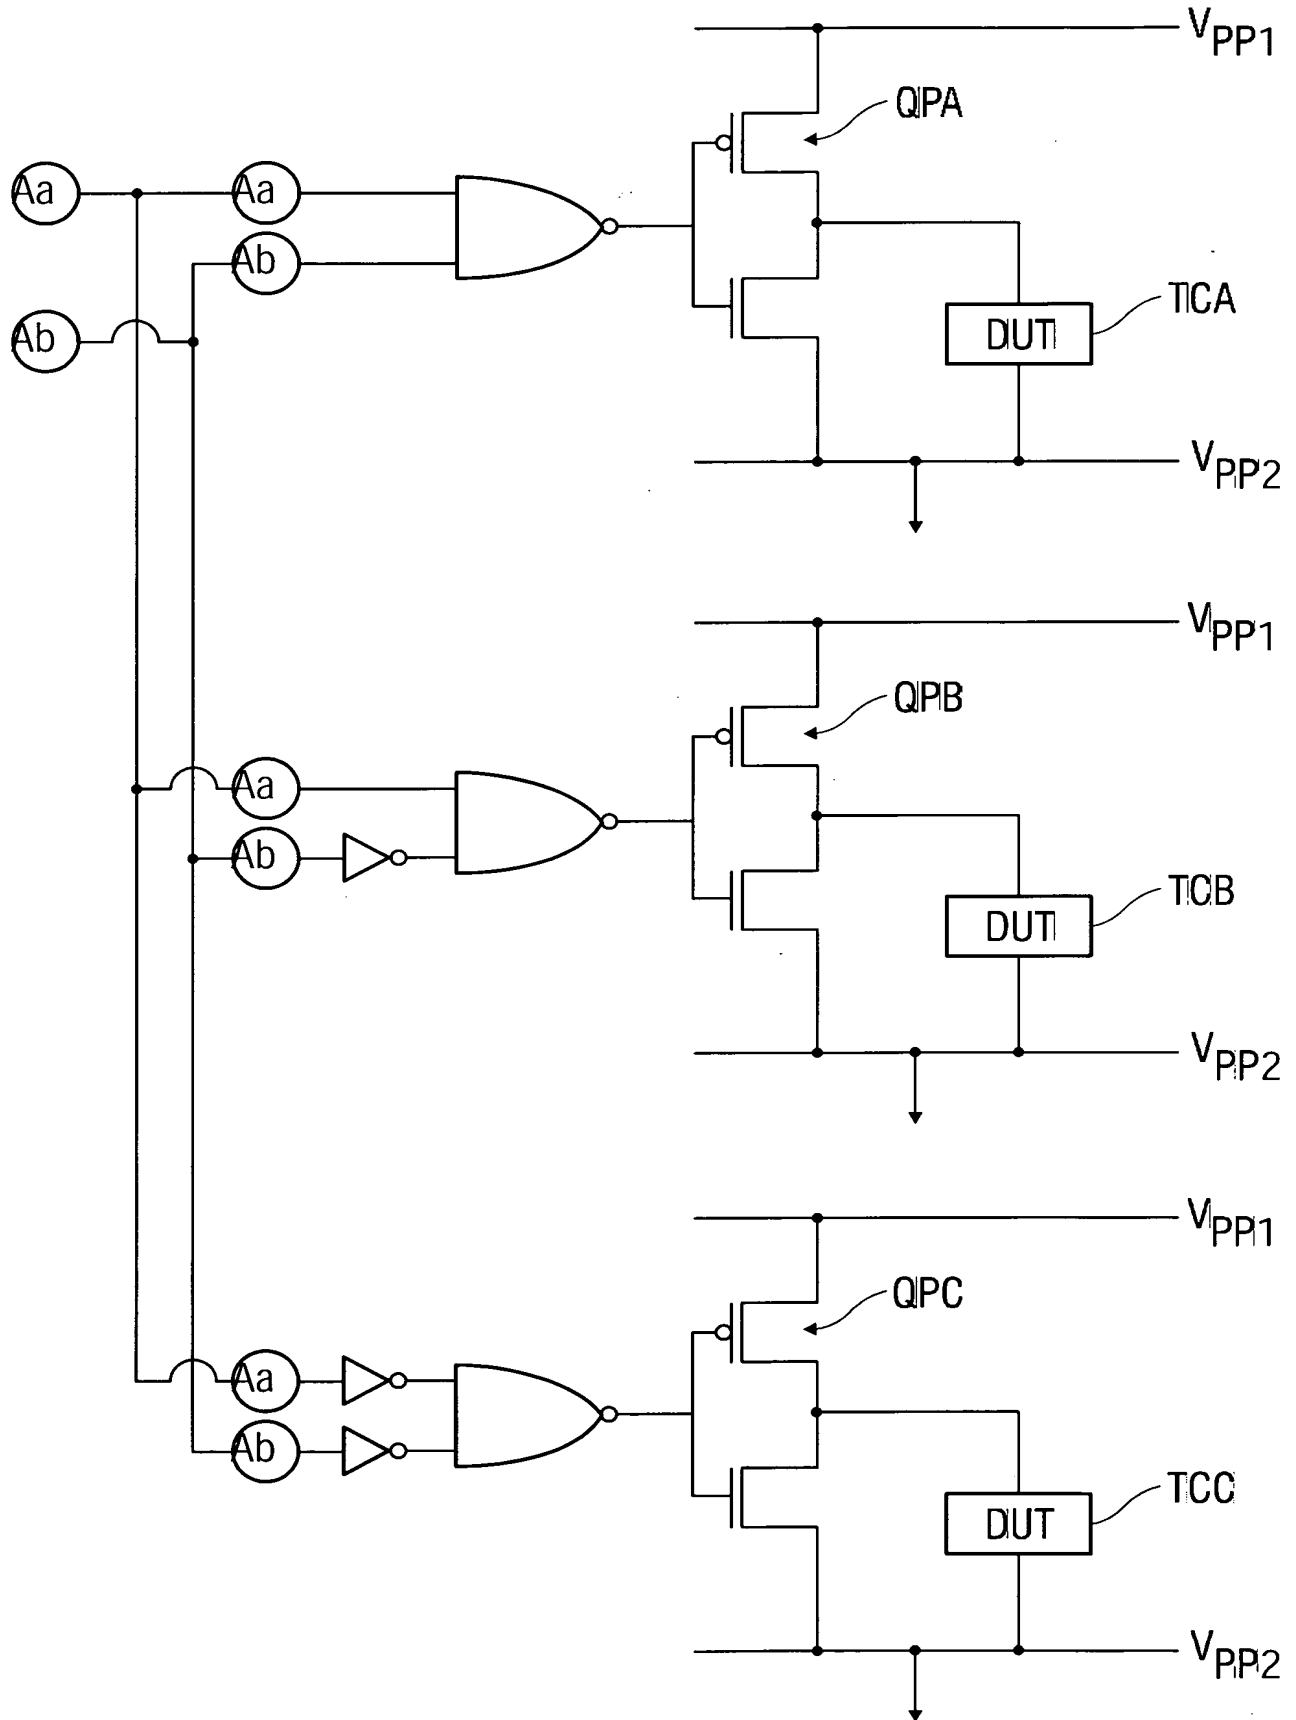 VPP1
QPA
Aa
Aa
Ab
Ab
TCA
DUT
VPP2
VPP1
QPB
Aa
Ab
TCB
DUT
VPP2
VPP1
QPC
Aa
Ab
TCC
DUT
VPP2